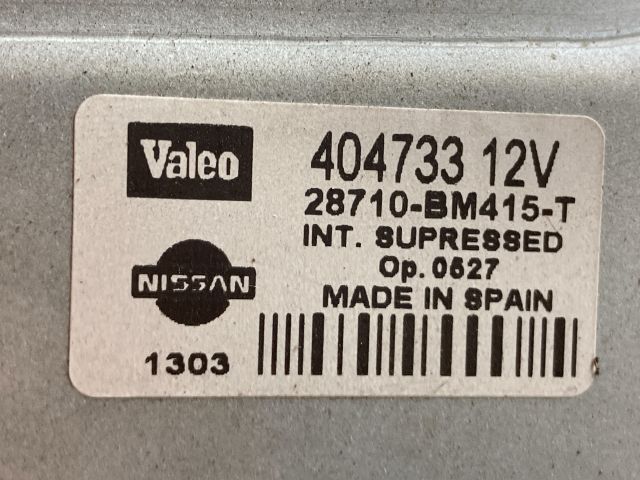 Valeo
404733 12V
28710-BM415-T
INT. SUPRESSED
Op. 0527
MADE IN SPAIN
NISSAN
1303